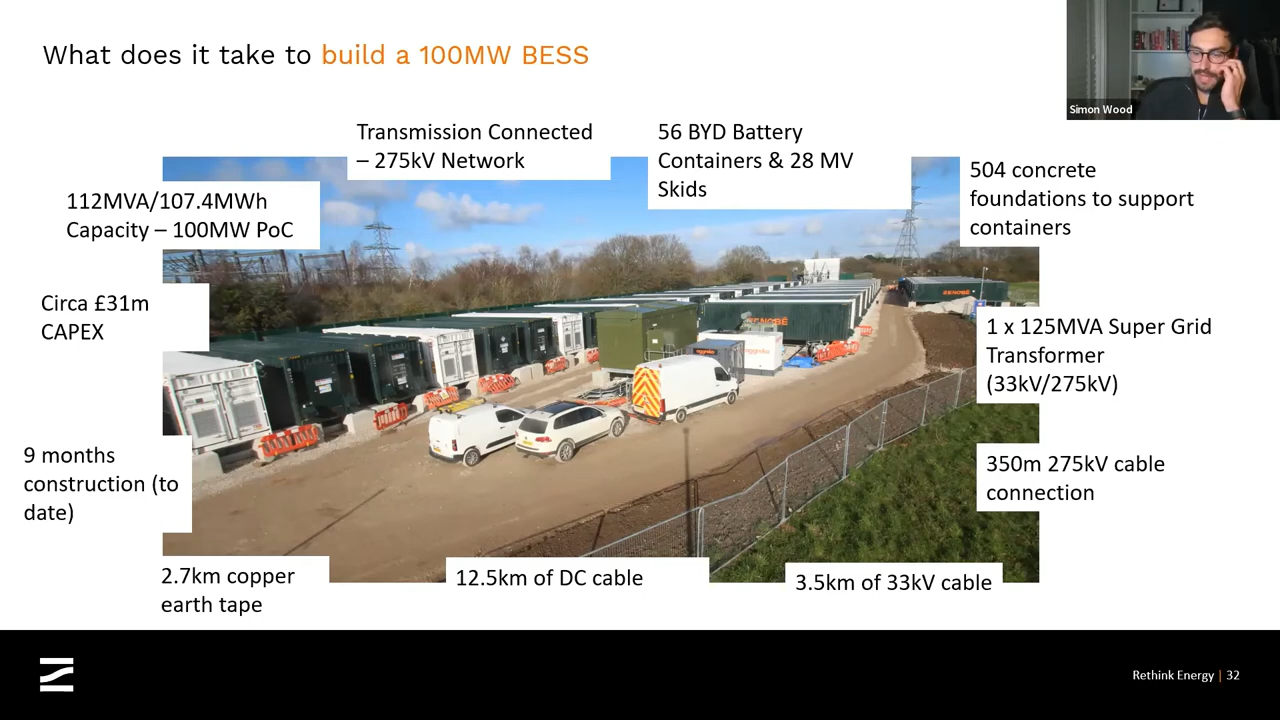 What does it take to build a 100MW BESS
Simon Wood
Transmission Connected
– 275kV Network
56 BYD Battery
Containers & 28 MV
Skids
504 concrete
foundations to support
containers
112MVA/107.4MWh
Capacity – 100MW PoC
Circa £31m
CAPEX
ZENOBE
ZENOBE
aggreko
1 x 125MVA Super Grid
Transformer
(33kV/275kV)
9 months
construction (to
date)
350m 275kV cable
connection
2.7km copper
earth tape
12.5km of DC cable
3.5km of 33kV cable
Rethink Energy | 32